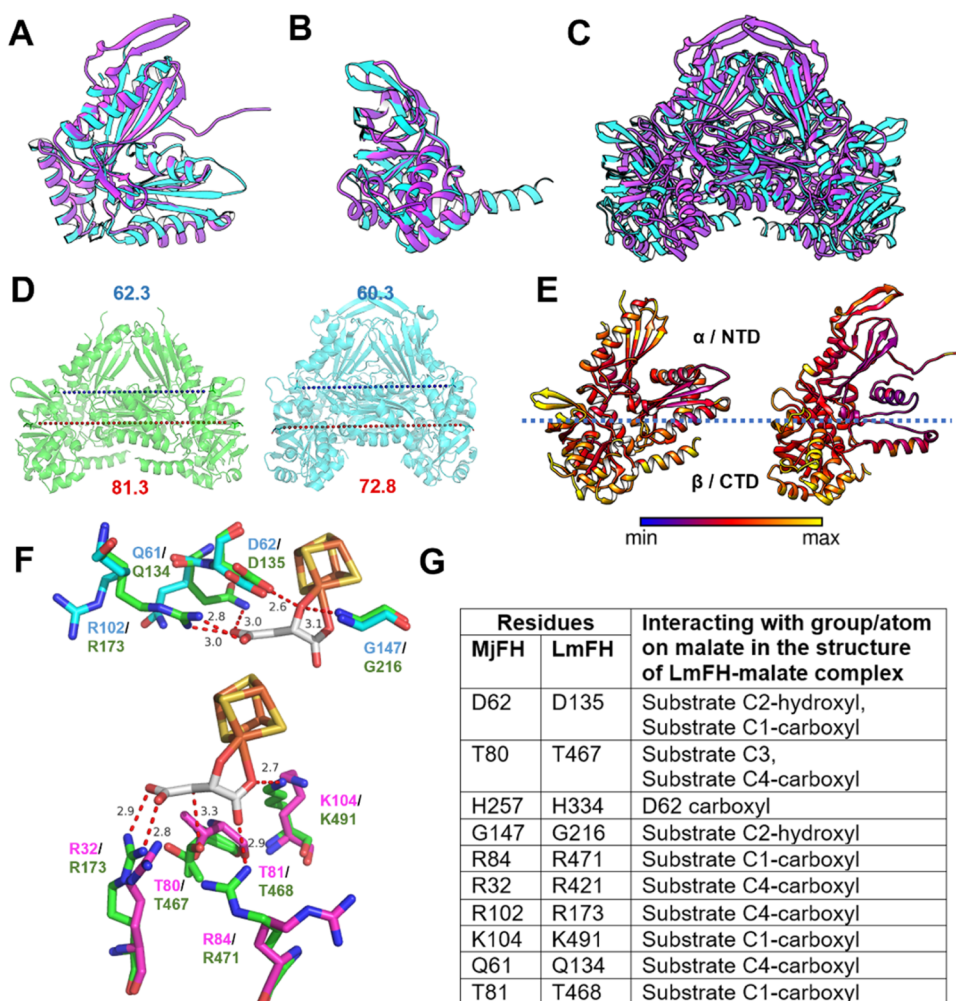 A
B
C
D
62.3
60.3
81.3
72.8
E
α / NTD
β / CTD
min
max
F
Q61/
Q134
D62/
D135
2.6
2.8
3.0
3.0
3.1
R102/
R173
G147/
G216
2.7
2.9
2.8
3.3
2.9
K104/
K491
R32/
R173
T80/
T467
T81/
T468
R84/
R471
G
Residues
Interacting with group/atom
on malate in the structure
of LmFH-malate complex
MjFH LmFH
D62 D135 Substrate C2-hydroxyl,
Substrate C1-carboxyl
T80 T467 Substrate C3,
Substrate C4-carboxyl
H257 H334 D62 carboxyl
G147 G216 Substrate C2-hydroxyl
R84 R471 Substrate C1-carboxyl
R32 R421 Substrate C4-carboxyl
R102 R173 Substrate C4-carboxyl
K104 K491 Substrate C1-carboxyl
Q61 Q134 Substrate C4-carboxyl
T81 T468 Substrate C1-carboxyl